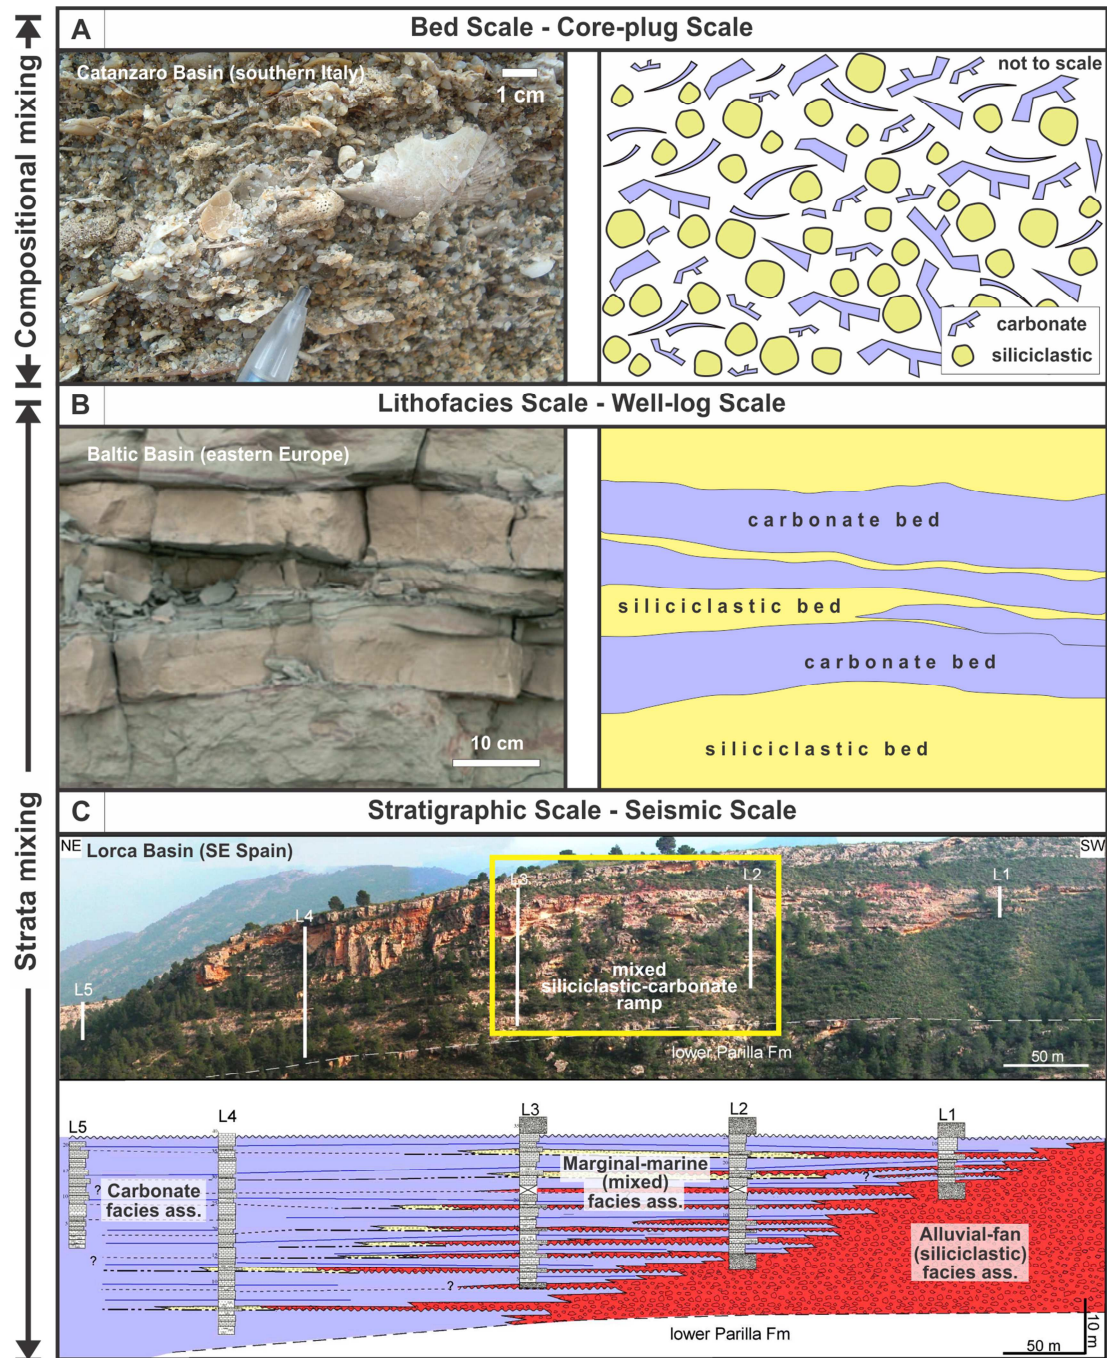 Compositional mixing
Strata mixing
A
Bed Scale - Core-plug Scale
Catanzaro Basin (southern Italy)
1 cm
not to scale
carbonate
siliciclastic
B
Lithofacies Scale - Well-log Scale
Baltic Basin (eastern Europe)
10 cm
carbonate bed
siliciclastic bed
carbonate bed
siliciclastic bed
C
Stratigraphic Scale - Seismic Scale
NE
Lorca Basin (SE Spain)
SW
L5
L4
L3
L2
L1
mixed
siliciclastic-carbonate
ramp
lower Parilla Fm
50 m
L5
L4
L3
L2
L1
Carbonate
facies ass.
Marginal-marine
(mixed)
facies ass.
Alluvial-fan
(siliciclastic)
facies ass.
?
?
?
?
lower Parilla Fm
50 m
10 m